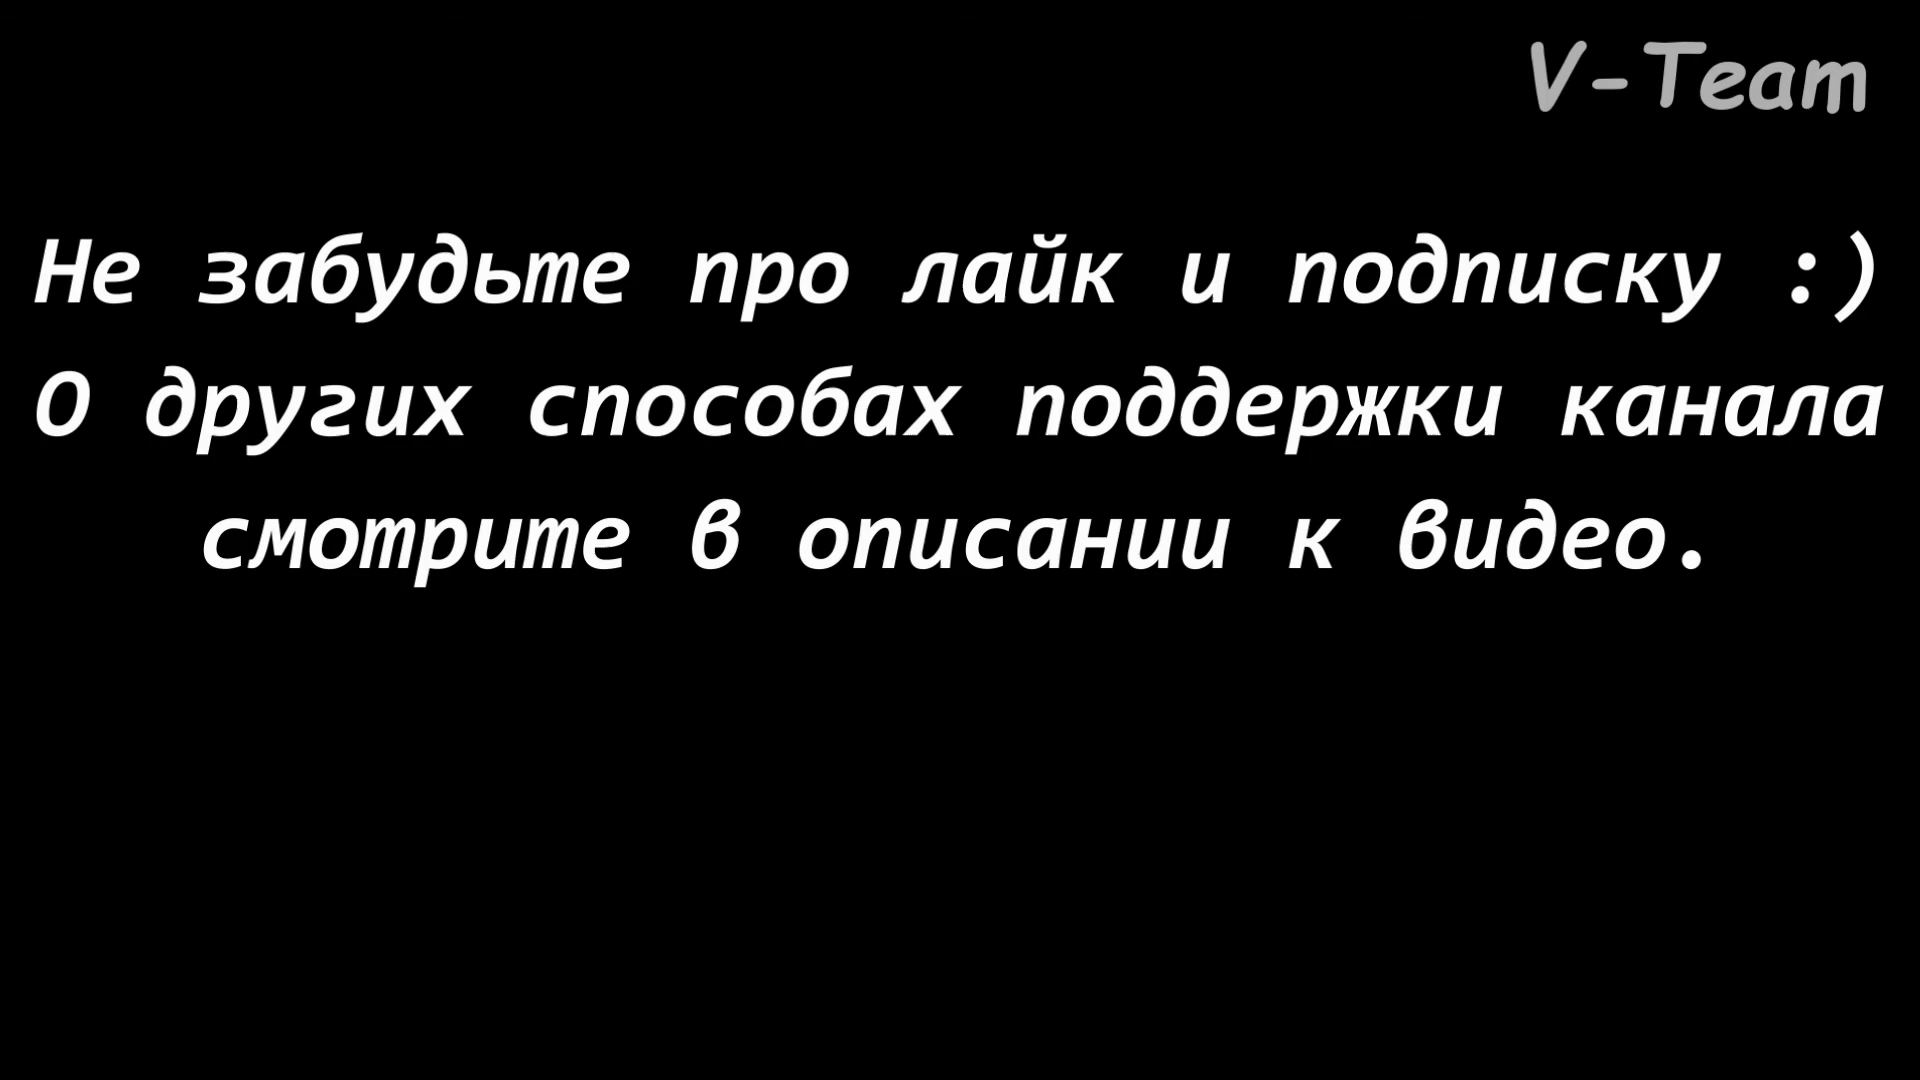 V-Team
Не забудьте про лайк и подписку :)
О других способах поддержки канала
смотрите в описании к видео.